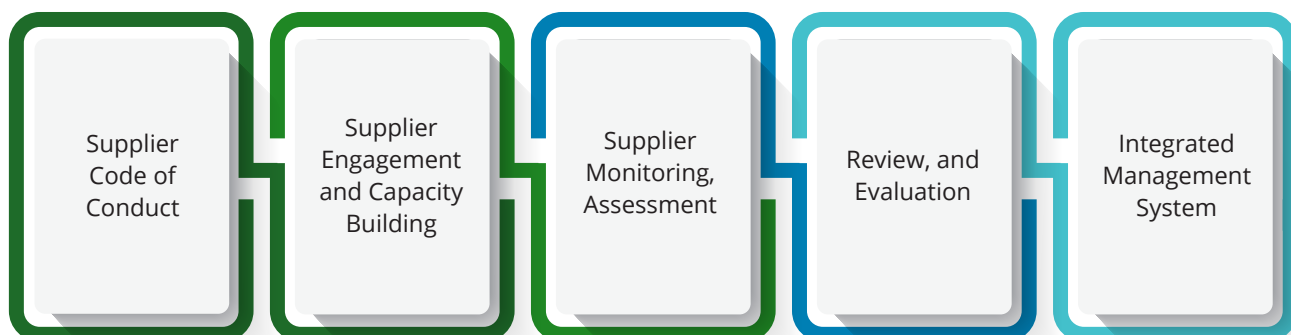 Supplier
Code of
Conduct
Supplier
Engagement
and Capacity
Building
Supplier
Monitoring,
Assessment
Review, and
Evaluation
Integrated
Management
System